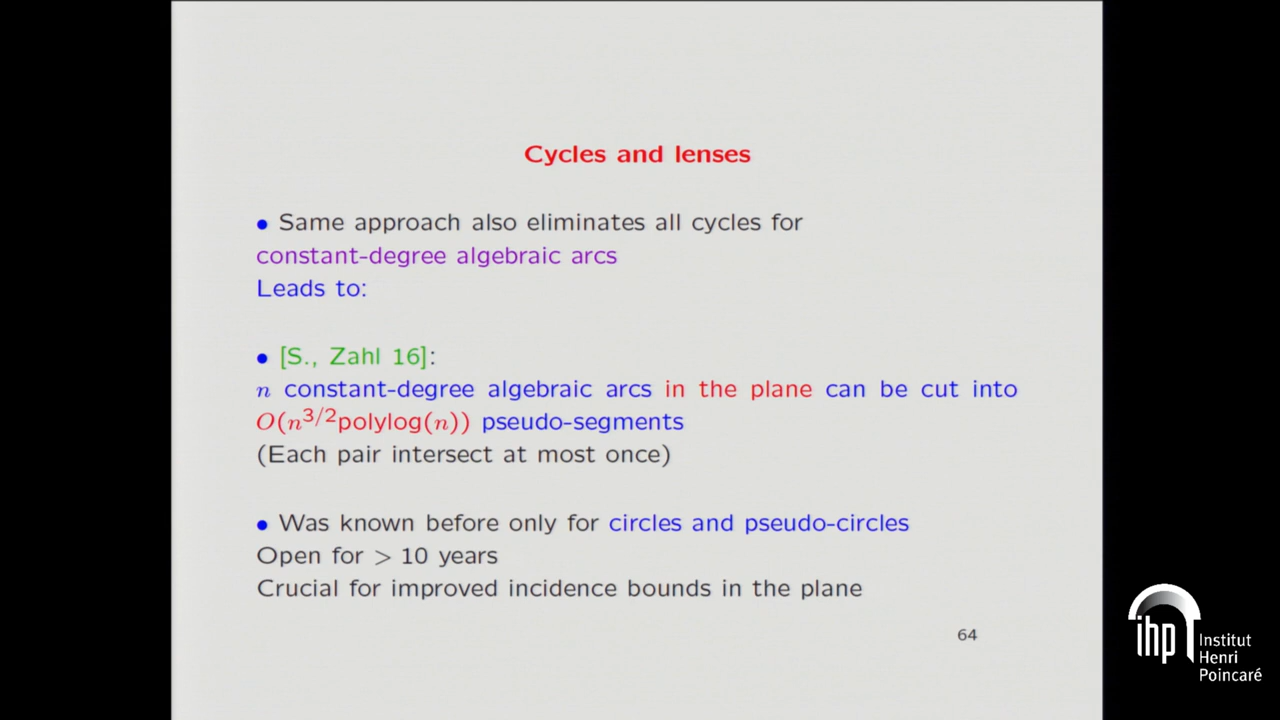 Cycles and lenses
• Same approach also eliminates all cycles for
constant-degree algebraic arcs
Leads to:
• [S., Zahl 16]:
n constant-degree algebraic arcs in the plane can be cut into
O(n^{3/2}polylog(n)) pseudo-segments
(Each pair intersect at most once)
• Was known before only for circles and pseudo-circles
Open for > 10 years
Crucial for improved incidence bounds in the plane
64
ihp
Institut
Henri
Poincaré